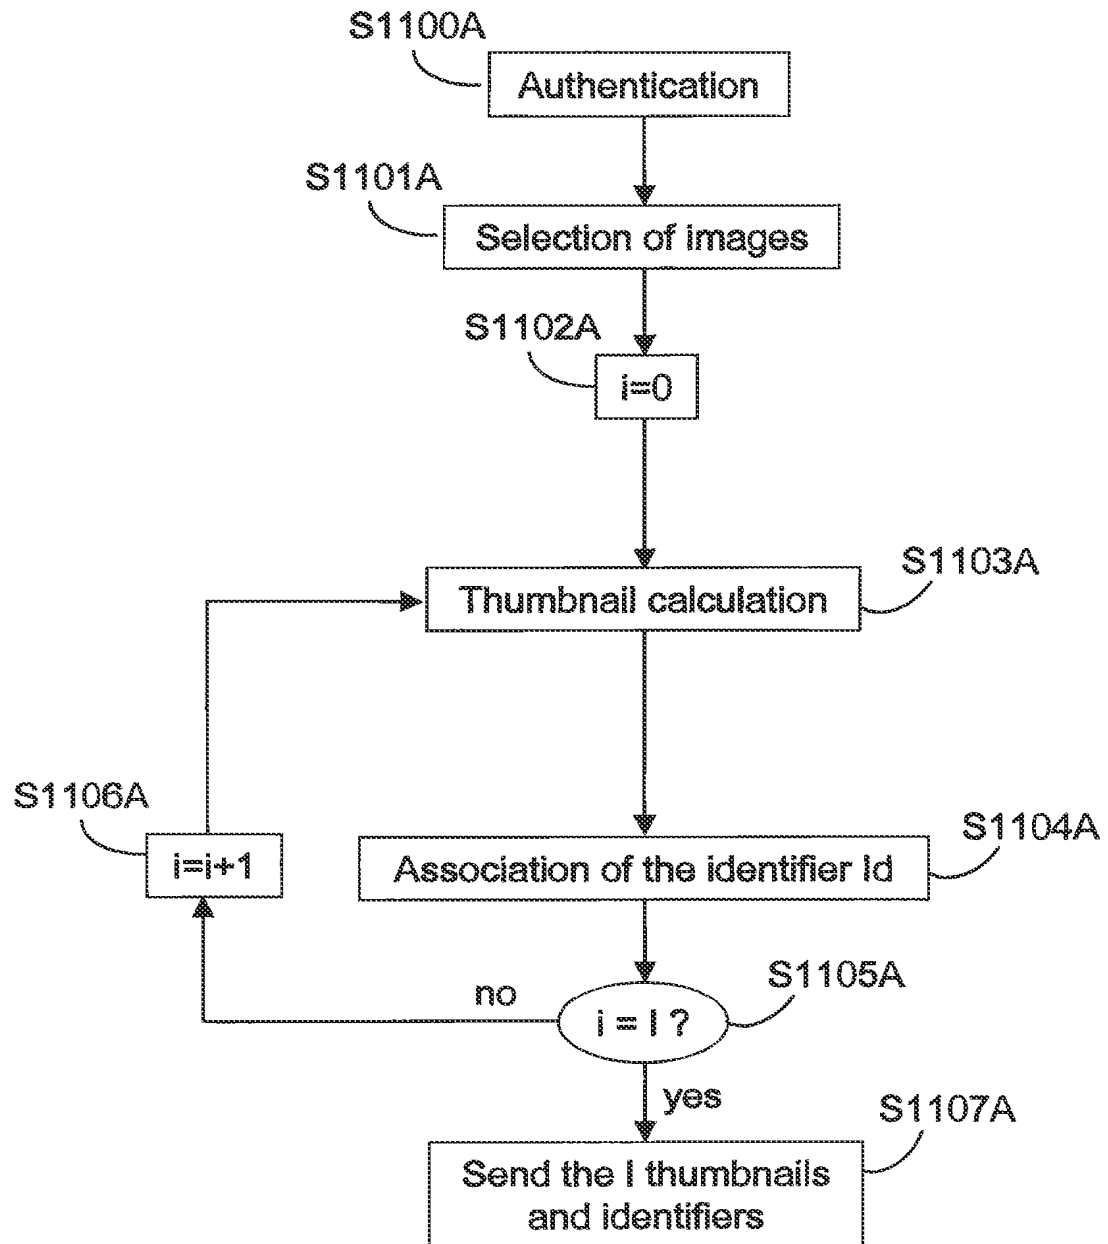 S1100A
Authentication
S1101A
Selection of images
S1102A
i=0
S1103A
Thumbnail calculation
S1106A
i=i+1
S1104A
Association of the identifier Id
S1105A
no
i = I ?
yes
S1107A
Send the I thumbnails
and identifiers